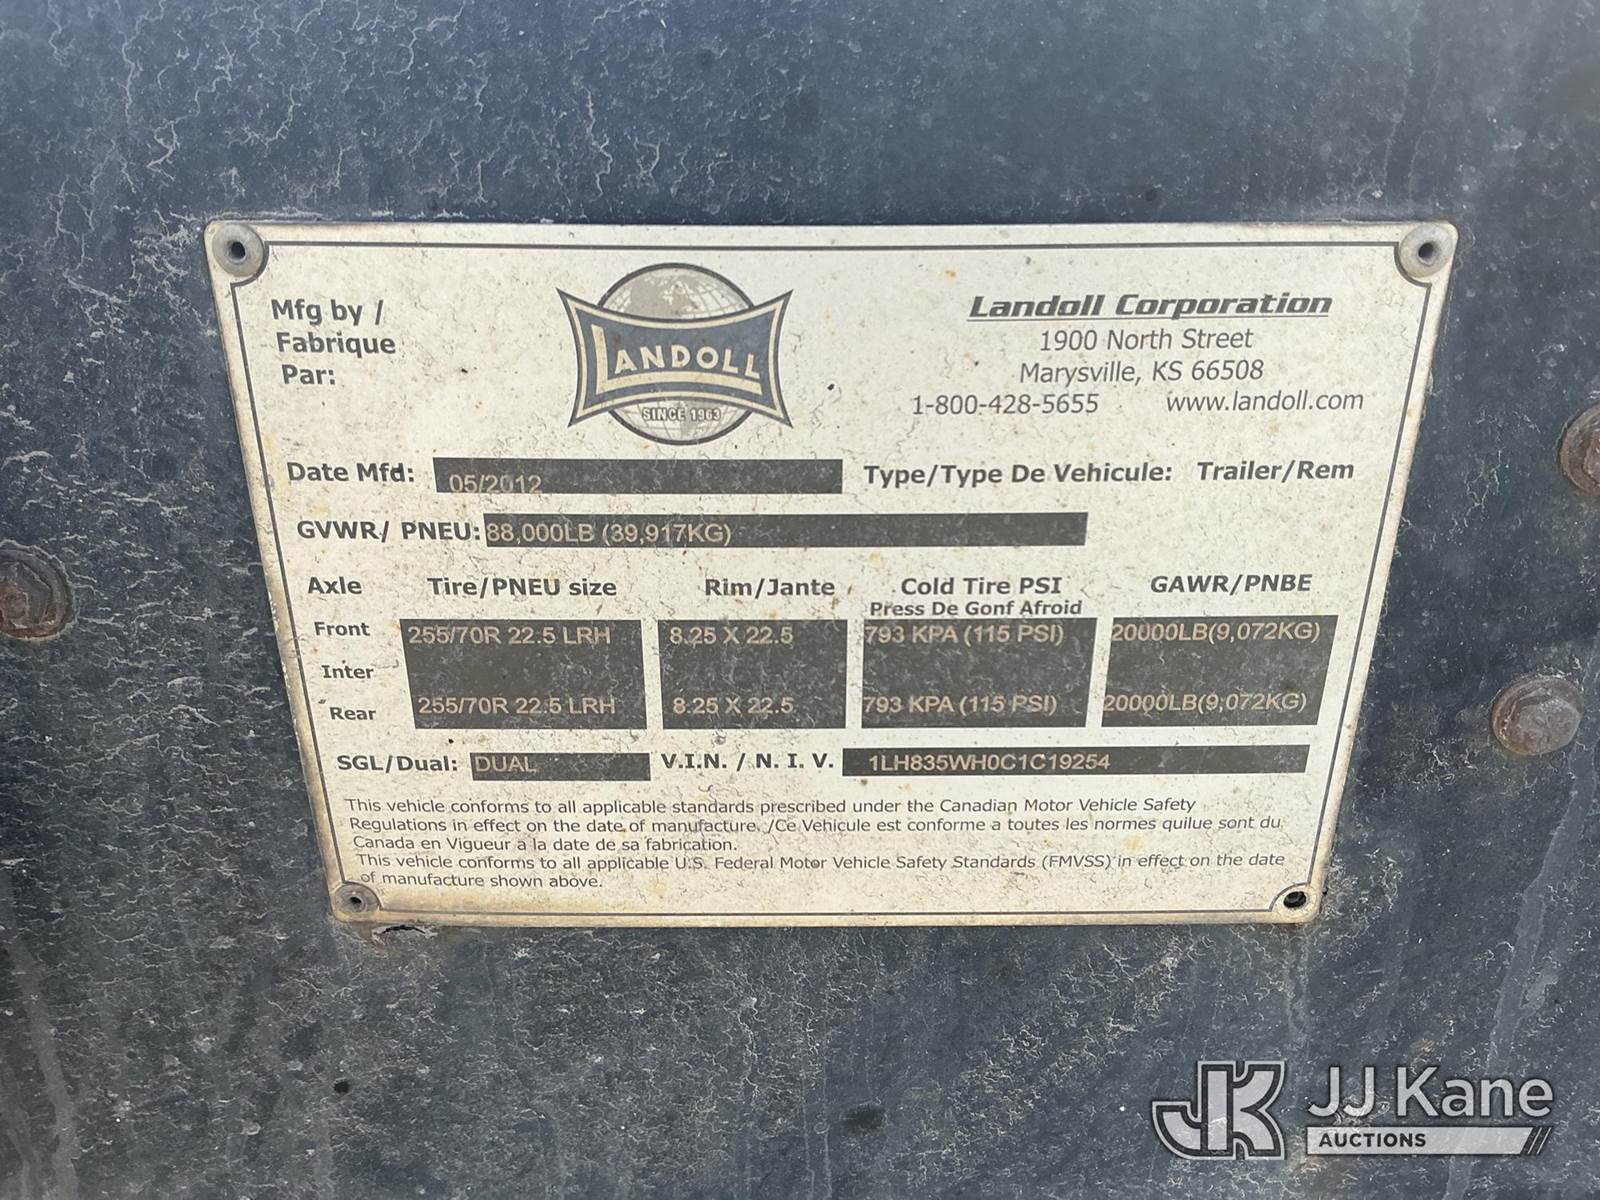 Mfg by /
Fabrique
Par:
LANDOLL
SINCE 1963
Landoll Corporation
1900 North Street
Marysville, KS 66508
1-800-428-5655 www.landoll.com
Date Mfd: 05/2012 Type/Type De Vehicule: Trailer/Rem
GVWR/ PNEU: 88,000LB (39,917KG)
Axle Tire/PNEU size Rim/Jante Cold Tire PSI GAWR/PNBE
Press De Gonf Afroid
Front 255/70R 22.5 LRH 8.25 X 22.5 793 KPA (115 PSI) 20000LB(9,072KG)
Inter
Rear 255/70R 22.5 LRH 8.25 X 22.5 793 KPA (115 PSI) 20000LB(9,072KG)
SGL/Dual: DUAL V.I.N. / N. I. V. 1LH835WH0C1C19254
This vehicle conforms to all applicable standards prescribed under the Canadian Motor Vehicle Safety
Regulations in effect on the date of manufacture. /Ce Vehicule est conforme a toutes les normes quilue sont du
Canada en Vigueur a la date de sa fabrication.
This vehicle conforms to all applicable U.S. Federal Motor Vehicle Safety Standards (FMVSS) in effect on the date
of manufacture shown above.
JK JJ Kane
AUCTIONS